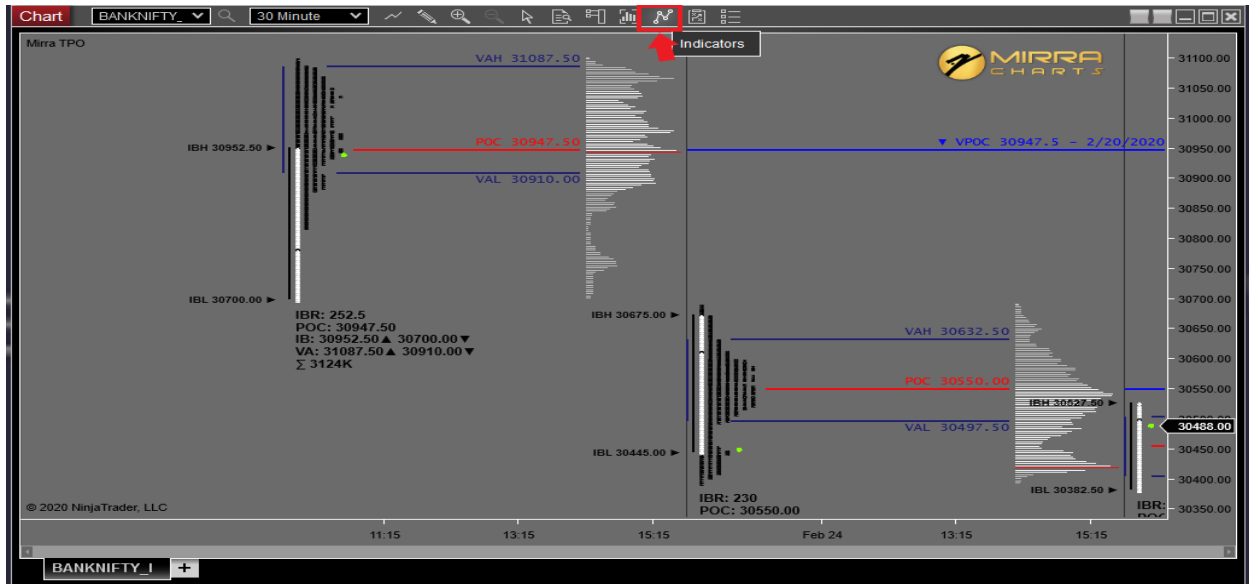 Chart BANKNIFTY_ 30 Minute
Indicators
Mirra TPO
MIRRA
CHARTS
VAH 31087.50
31100.00
31050.00
31000.00
POC 30947.50
▼ VPOC 30947.5 - 2/20/2020
IBH 30952.50 ►
30950.00
VAL 30910.00
30900.00
30850.00
30800.00
30750.00
IBL 30700.00 ►
30700.00
IBR: 252.5
POC: 30947.50
IB: 30952.50▲ 30700.00▼
VA: 31087.50▲ 30910.00▼
∑ 3124K
IBH 30675.00 ►
30650.00
VAH 30632.50
30600.00
POC 30550.00
30550.00
IBH 30527.50 ►
VAL 30497.50
30488.00
IBL 30445.00 ►
30450.00
30400.00
IBL 30382.50 ►
IBR: 230
POC: 30550.00
IBR:
30350.00
© 2020 NinjaTrader, LLC
11:15 13:15 15:15 Feb 24 13:15 15:15
BANKNIFTY_I +